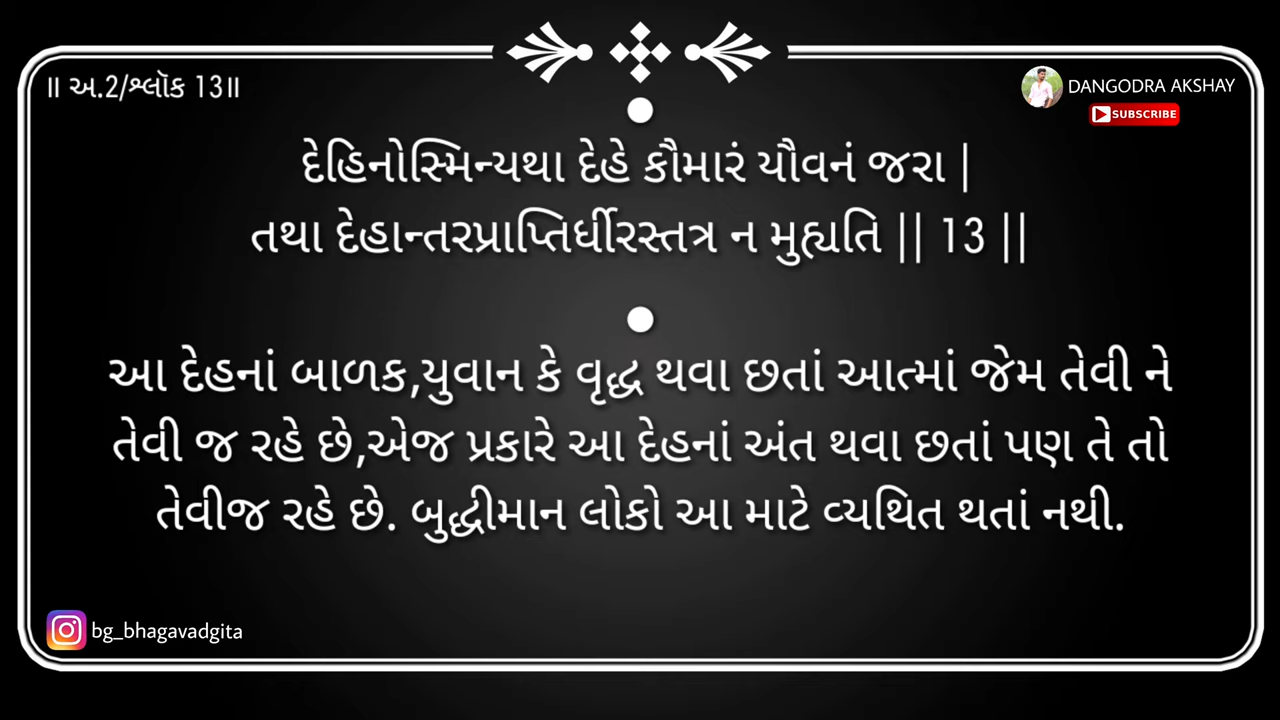 ॥ અ.2/શ્લૉક 13॥
DANGODRA AKSHAY
SUBSCRIBE
દેહિનોસ્મિન્યથા દેહે કૌમારં યૌવનં જરા |
તથા દેહાન્તરપ્રાપ્તિર્ધીરસ્તત્ર ન મુહ્યતિ || 13 ||
આ દેહનાં બાળક,યુવાન કે વૃદ્ધ થવા છતાં આત્માં જેમ તેવી ને
તેવી જ રહે છે,એજ પ્રકારે આ દેહનાં અંત થવા છતાં પણ તે તો
તેવીજ રહે છે. બુદ્ધીમાન લોકો આ માટે વ્યથિત થતાં નથી.
bg_bhagavadgita